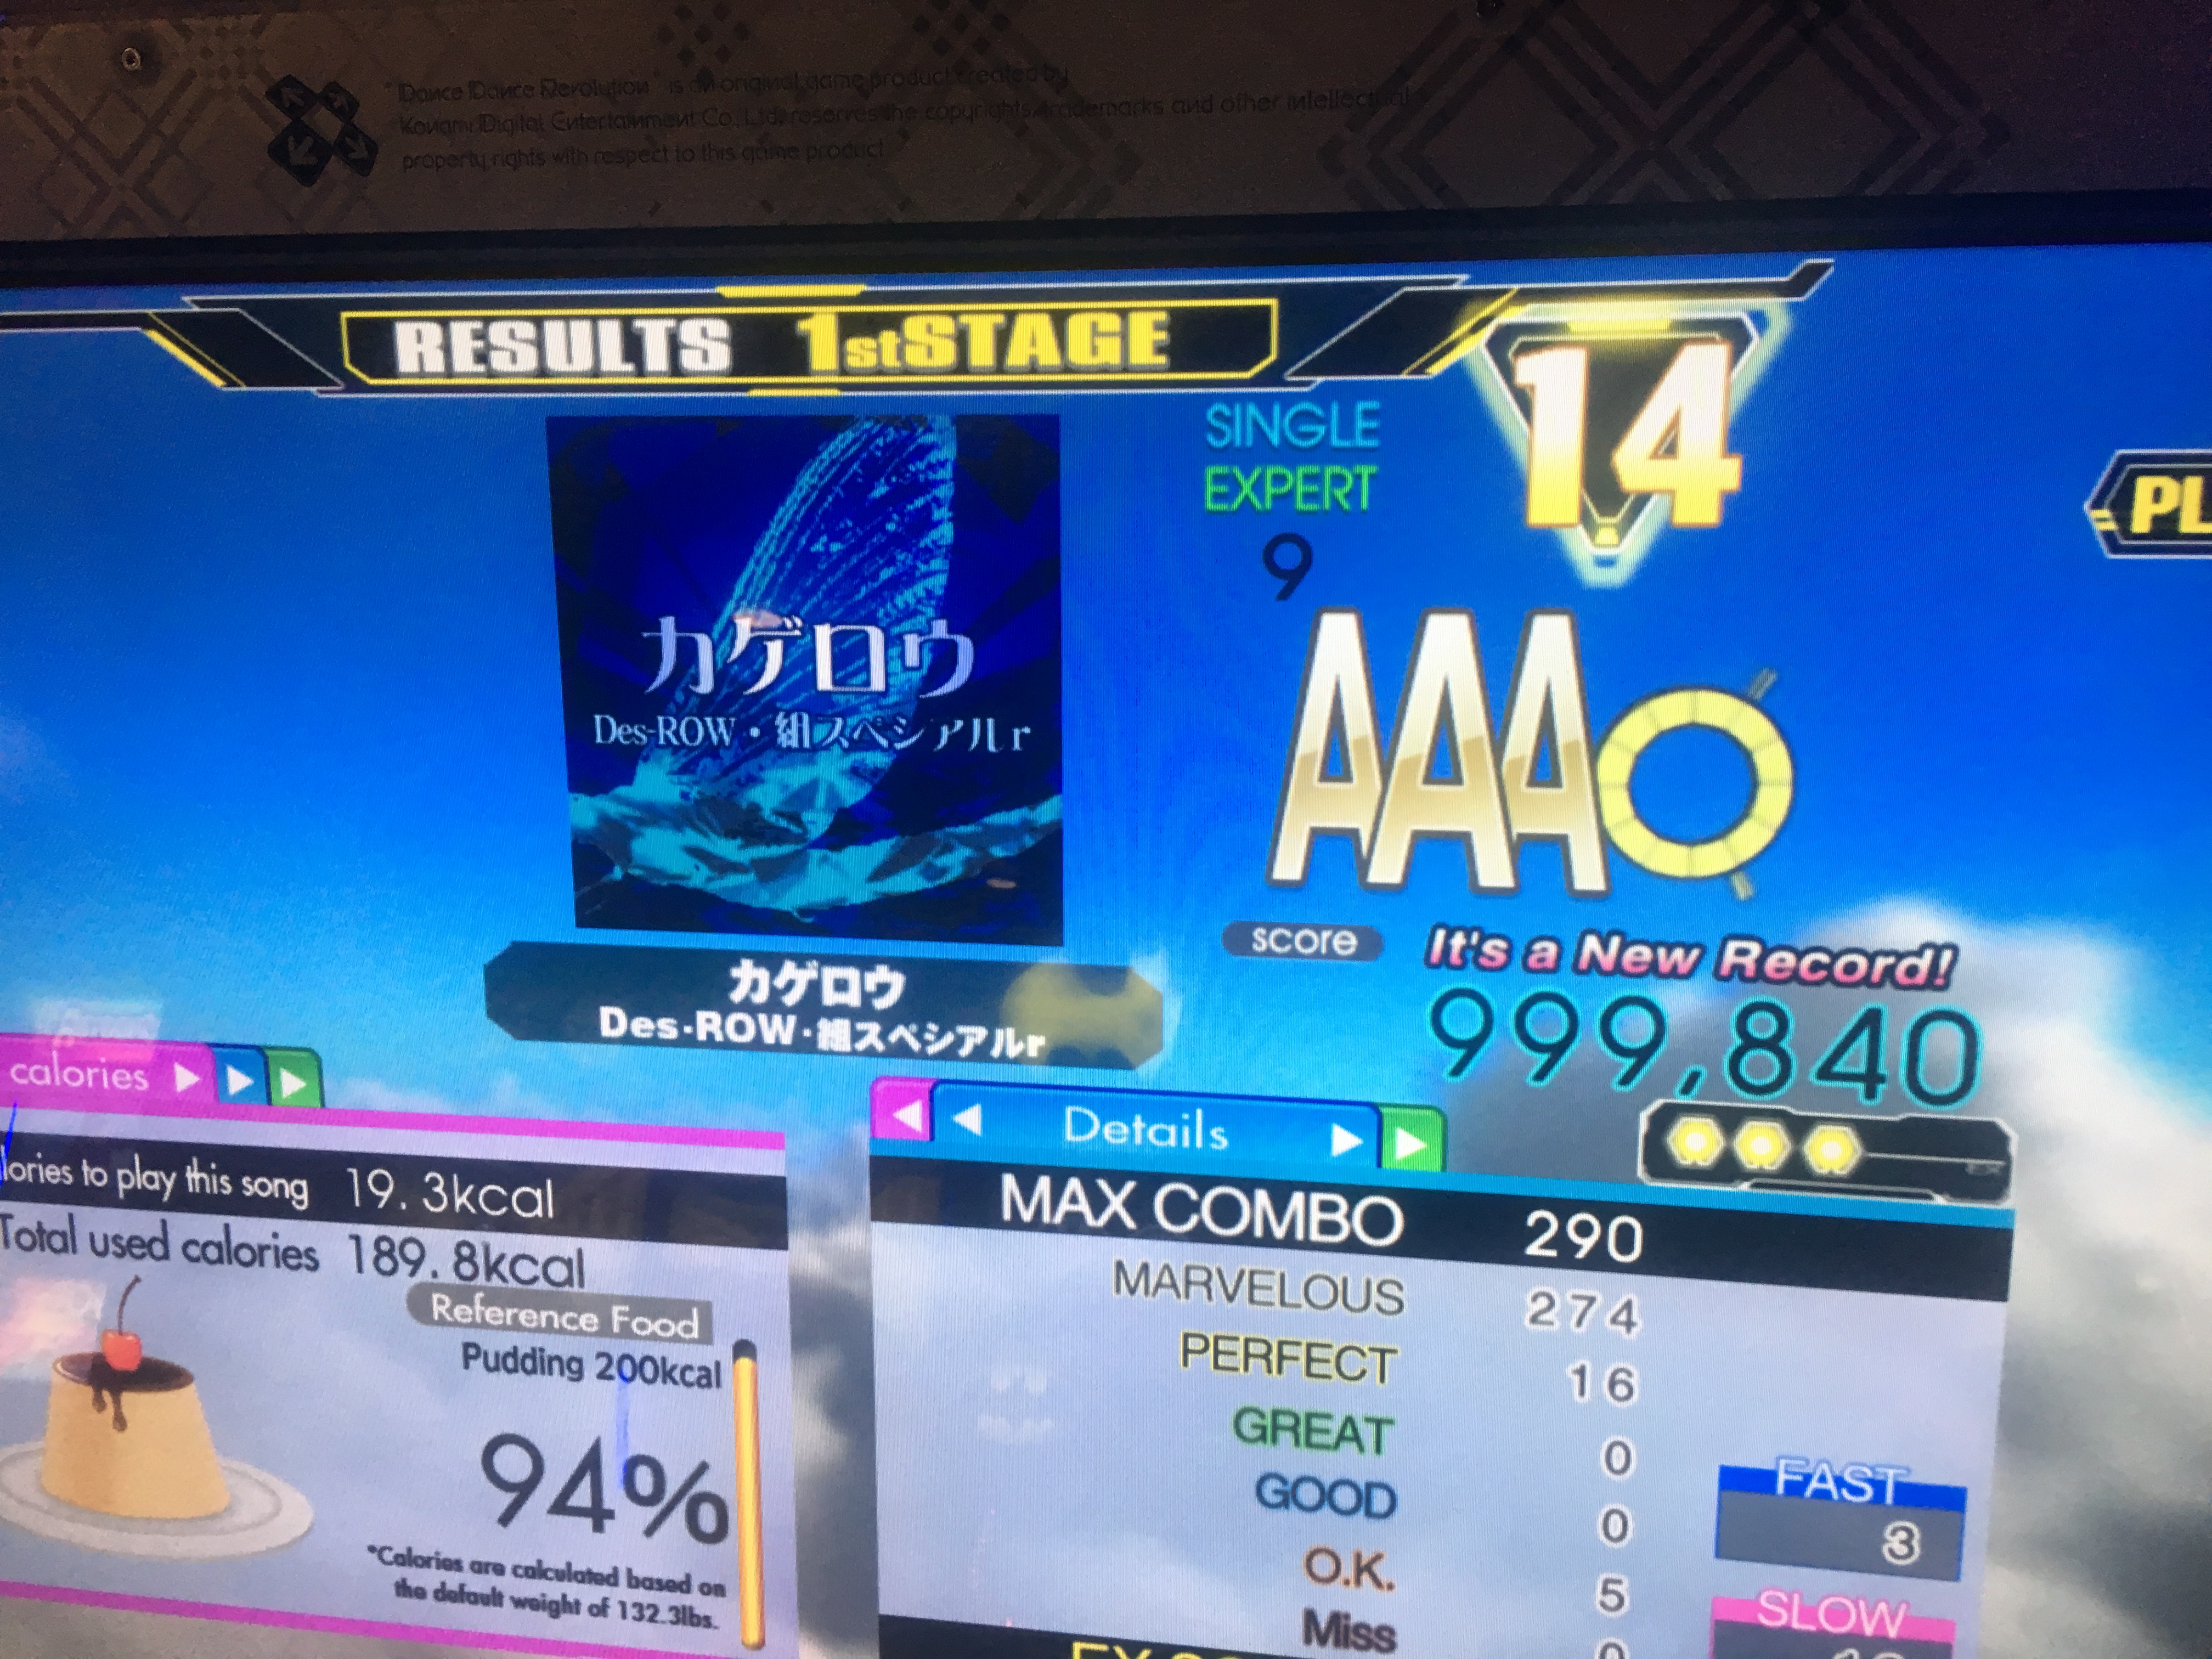 "Dance Dance Revolution" is an original game product created by
Konami Digital Entertainment Co., Ltd. reserves the copyrights, trademarks and other intellectual
property rights with respect to this game product.
RESULTS 1st STAGE
14
SINGLE
EXPERT
9
PL
カゲロウ
Des-ROW・組スペシアルr
AAA
カゲロウ
Des-ROW・組スペシアルr
score
It's a New Record!
999,840
calories
lories to play this song 19.3kcal
Total used calories 189.8kcal
Reference Food
Pudding 200kcal
94%
*Calories are calculated based on
the default weight of 132.3lbs.
Details
MAX COMBO 290
MARVELOUS 274
PERFECT 16
GREAT 0
GOOD 0
O.K. 5
Miss 0
FAST
3
SLOW